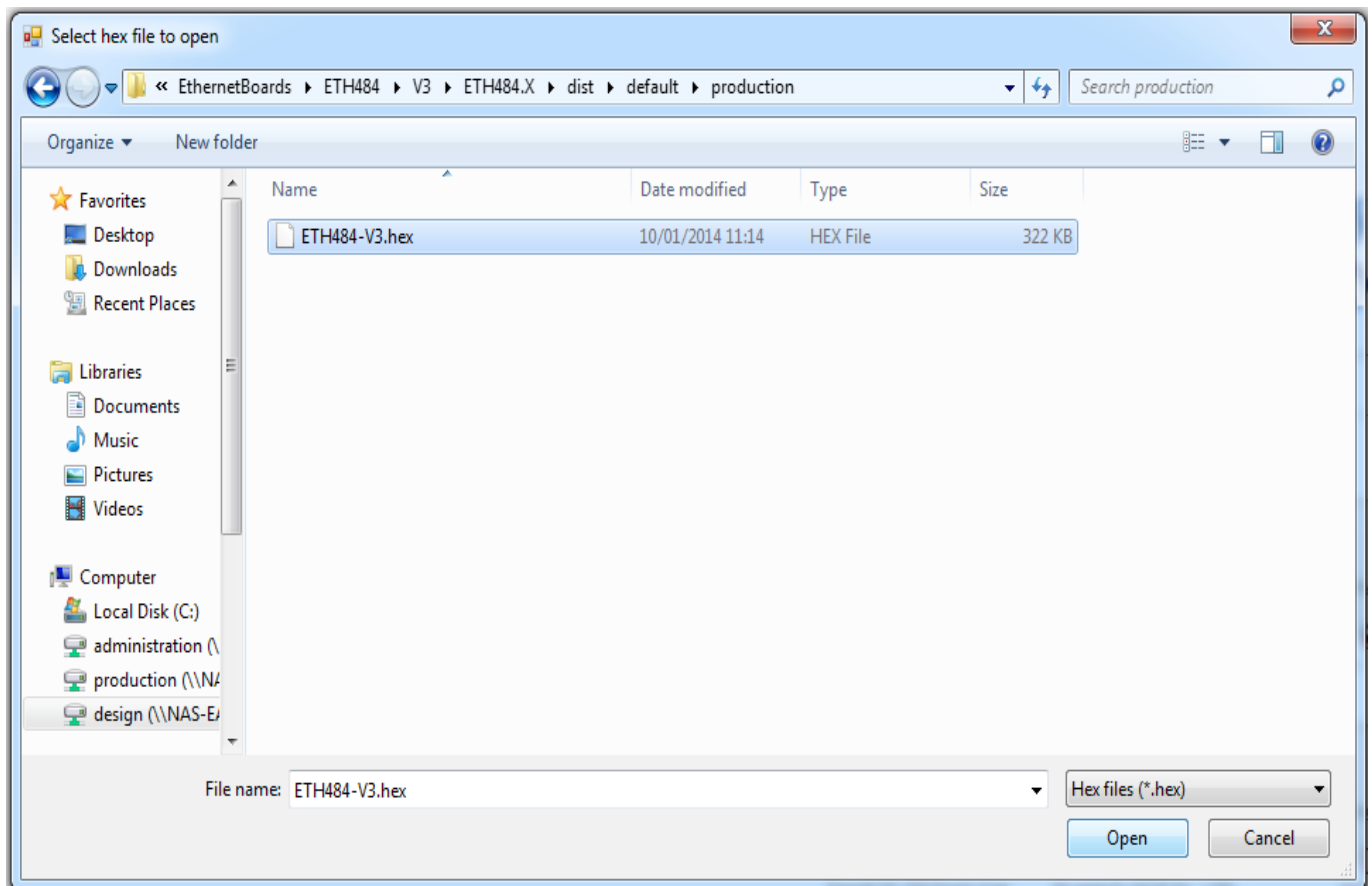 Select hex file to open
« EthernetBoards ETH484 V3 ETH484.X dist default production
Search production
Organize New folder
Name Date modified Type Size
ETH484-V3.hex 10/01/2014 11:14 HEX File 322 KB
Favorites
Desktop
Downloads
Recent Places
Libraries
Documents
Music
Pictures
Videos
Computer
Local Disk (C:)
administration (\
production (\\NA
design (\\NAS-EA
File name: ETH484-V3.hex Hex files (*.hex)
Open Cancel